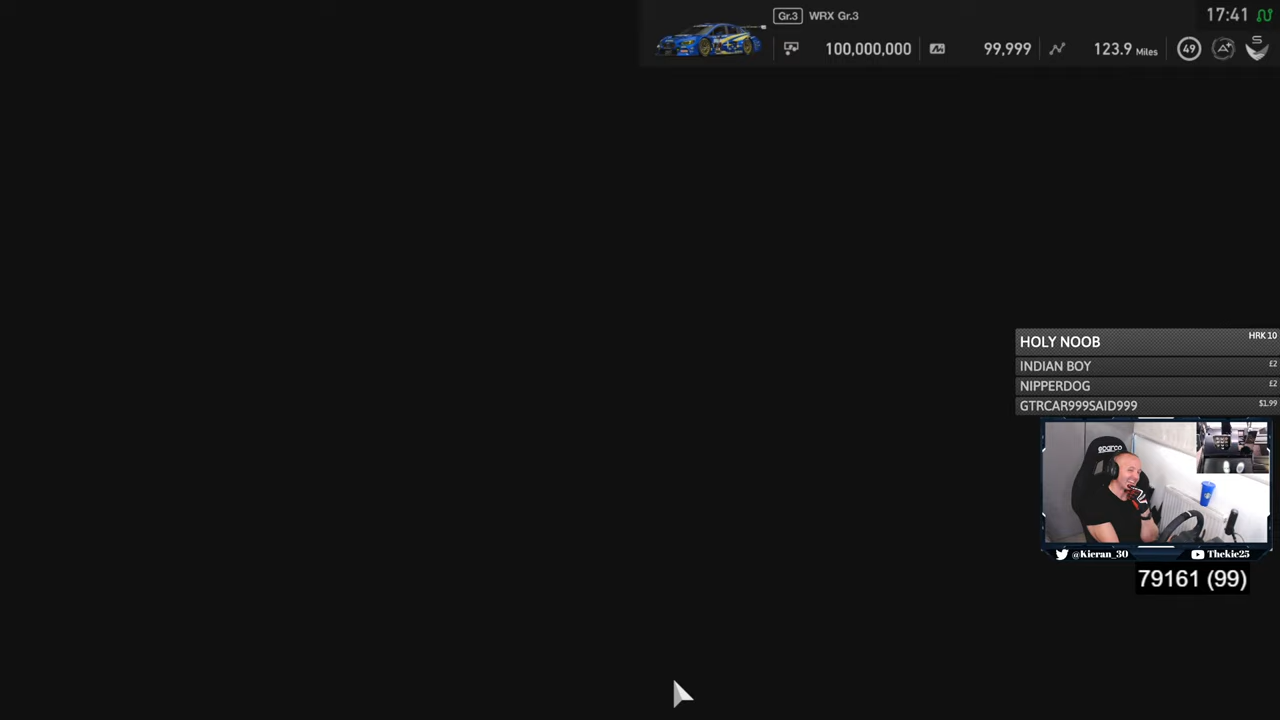 Gr.3 WRX Gr.3
17:41
100,000,000 99,999 123.9 Miles 49 A+ S
HOLY NOOB HRK 10
INDIAN BOY £2
NIPPERDOG £2
GTRCAR999SAID999 $1.99
sparco
@Kieran_30 Thekie25
79161 (99)